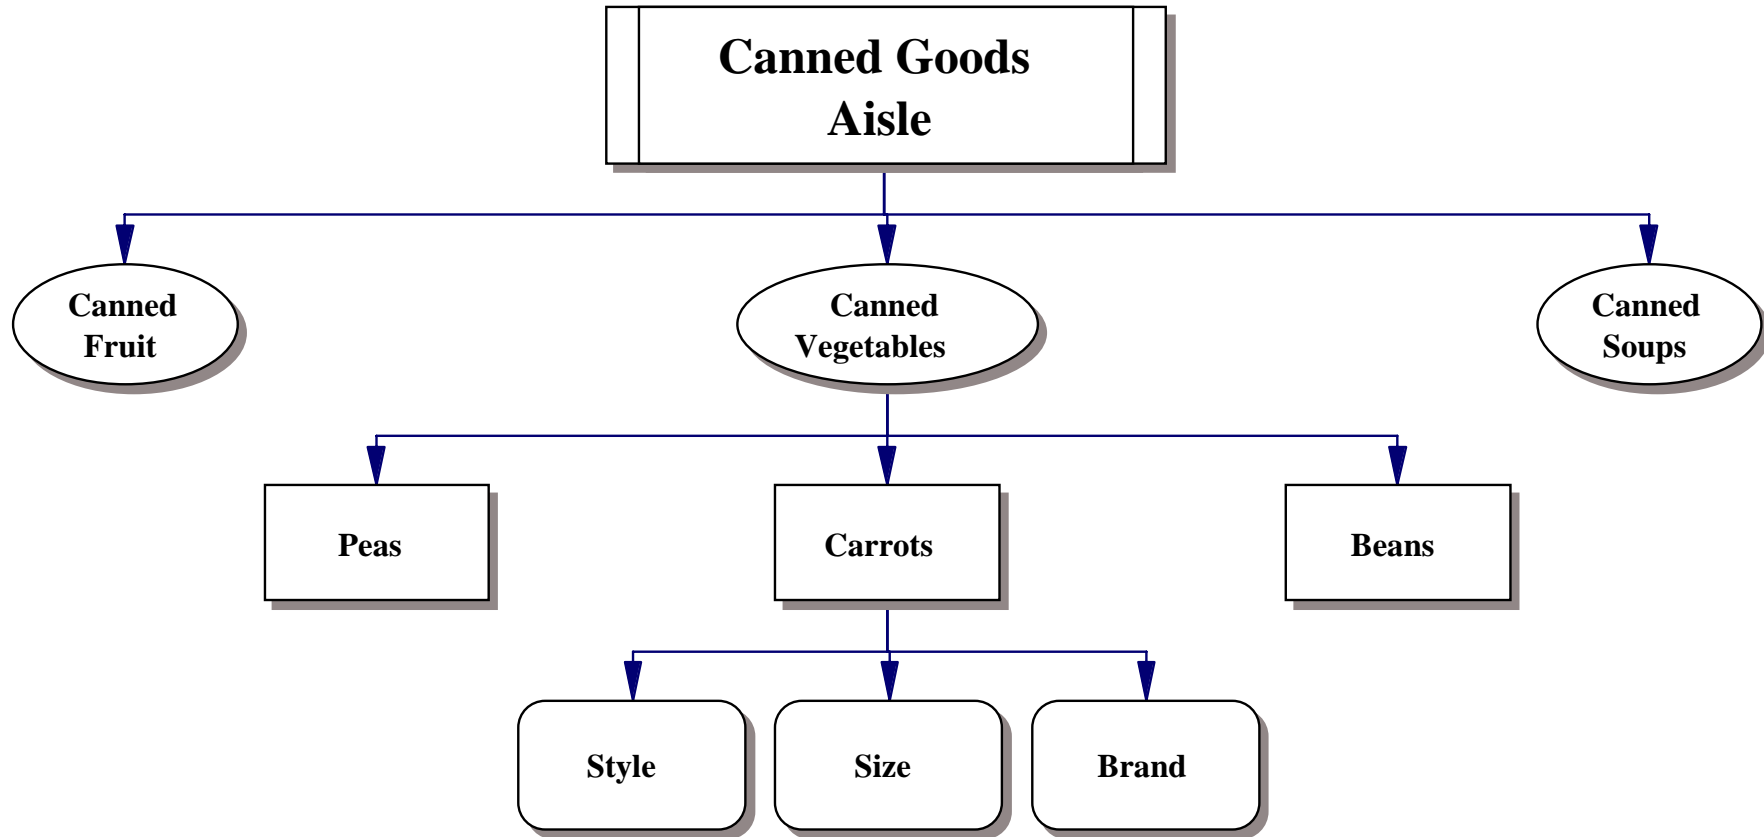 Canned Goods
Aisle
Canned
Fruit
Canned
Vegetables
Canned
Soups
Peas
Carrots
Beans
Style
Size
Brand